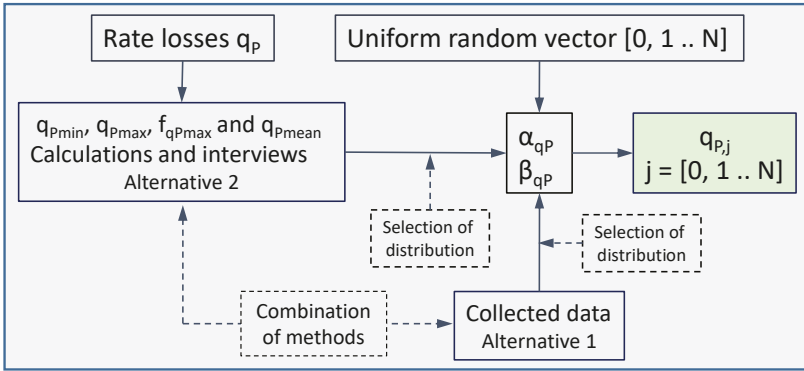 Rate losses qP
Uniform random vector [0, 1 .. N]
qPmin, qPmax, fqPmax and qPmean
Calculations and interviews
Alternative 2
αqP
βqP
qP,j
j = [0, 1 .. N]
Selection of
distribution
Selection of
distribution
Combination
of methods
Collected data
Alternative 1